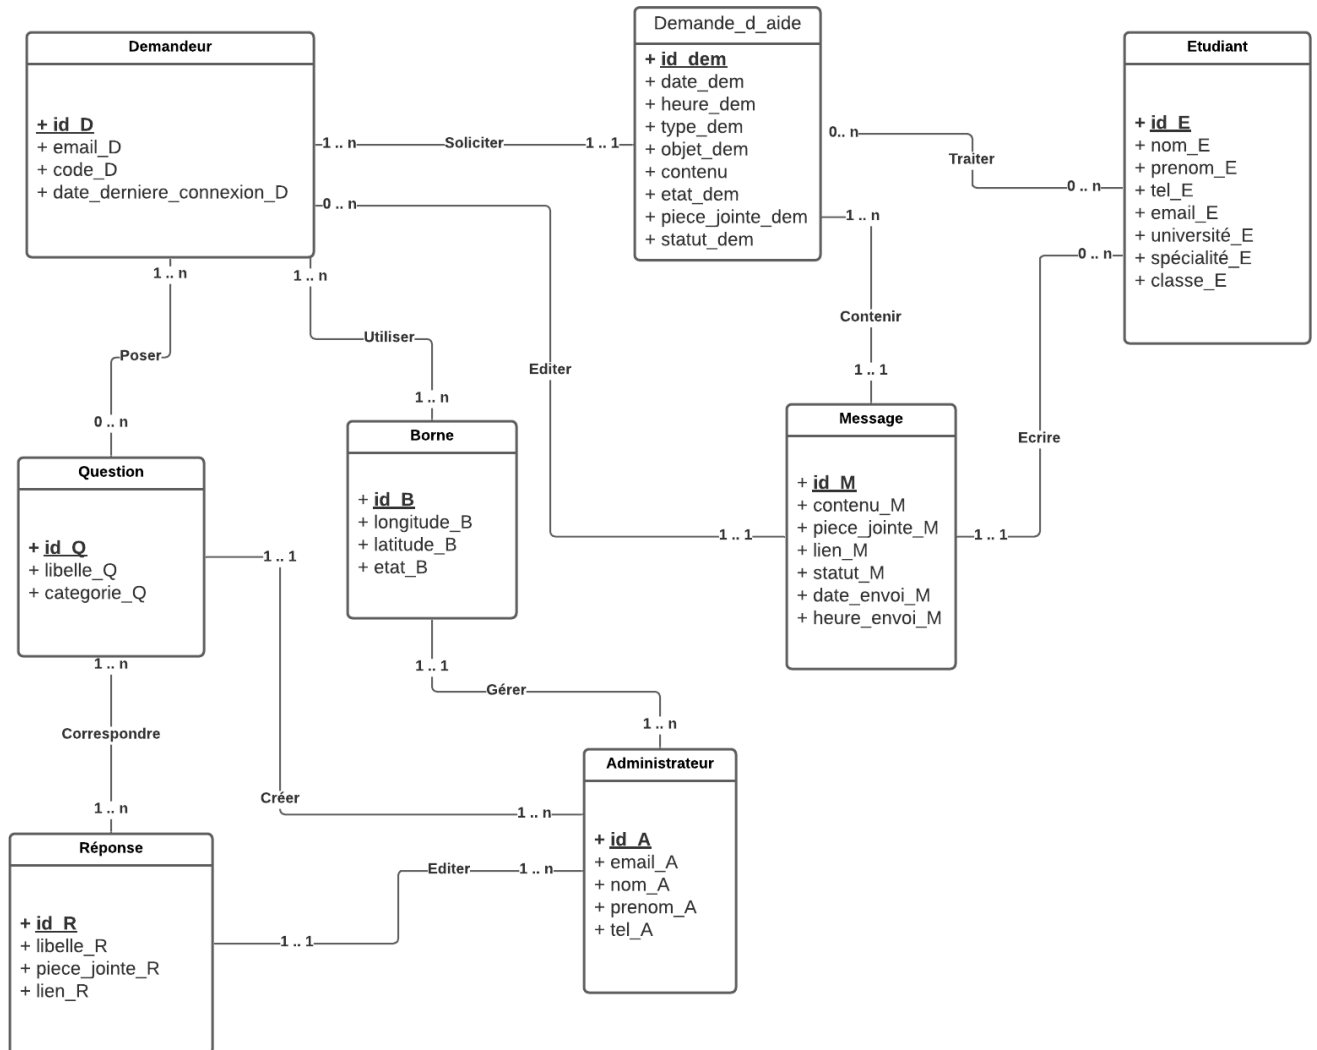 Demandeur
+ id_D
+ email_D
+ code_D
+ date_derniere_connexion_D
Demande_d_aide
+ id_dem
+ date_dem
+ heure_dem
+ type_dem
+ objet_dem
+ contenu
+ etat_dem
+ piece_jointe_dem
+ statut_dem
Etudiant
+ id_E
+ nom_E
+ prenom_E
+ tel_E
+ email_E
+ université_E
+ spécialité_E
+ classe_E
1 .. n
Soliciter
1 .. 1
0.. n
Traiter
0 .. n
0 .. n
Editer
1 .. 1
1 .. n
Contenir
1 .. 1
0 .. n
Ecrire
1 .. 1
1 .. n
Poser
0 .. n
1 .. n
Utiliser
1 .. n
Question
+ id_Q
+ libelle_Q
+ categorie_Q
Borne
+ id_B
+ longitude_B
+ latitude_B
+ etat_B
Message
+ id_M
+ contenu_M
+ piece_jointe_M
+ lien_M
+ statut_M
+ date_envoi_M
+ heure_envoi_M
1 .. 1
Créer
1 .. n
1 .. 1
Gérer
1 .. n
1 .. n
Correspondre
1 .. n
Réponse
+ id_R
+ libelle_R
+ piece_jointe_R
+ lien_R
Editer
1 .. n
1 .. 1
Administrateur
+ id_A
+ email_A
+ nom_A
+ prenom_A
+ tel_A